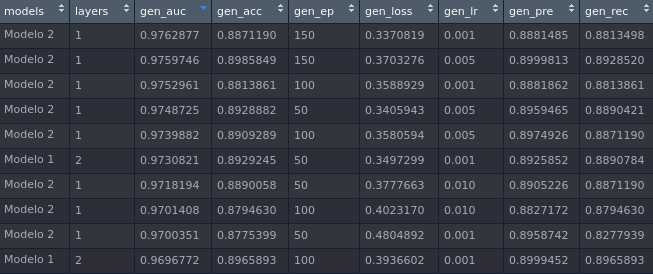 models layers gen_auc gen_acc gen_ep gen_loss gen_lr gen_pre gen_rec
Modelo 2 1 0.9762877 0.8871190 150 0.3370819 0.001 0.8881485 0.8813498
Modelo 2 1 0.9759746 0.8985849 150 0.3703276 0.005 0.8999813 0.8928520
Modelo 2 1 0.9752961 0.8813861 100 0.3588929 0.001 0.8881862 0.8813861
Modelo 2 1 0.9748725 0.8928882 50 0.3405943 0.005 0.8959465 0.8890421
Modelo 2 1 0.9739882 0.8909289 100 0.3580594 0.005 0.8974926 0.8871190
Modelo 1 2 0.9730821 0.8929245 50 0.3497299 0.001 0.8925852 0.8890784
Modelo 2 1 0.9718194 0.8890058 50 0.3777663 0.010 0.8905226 0.8871190
Modelo 2 1 0.9701408 0.8794630 100 0.4023170 0.010 0.8827172 0.8794630
Modelo 2 1 0.9700351 0.8775399 50 0.4804892 0.001 0.8958742 0.8277939
Modelo 1 2 0.9696772 0.8965893 100 0.3936602 0.001 0.8999452 0.8965893